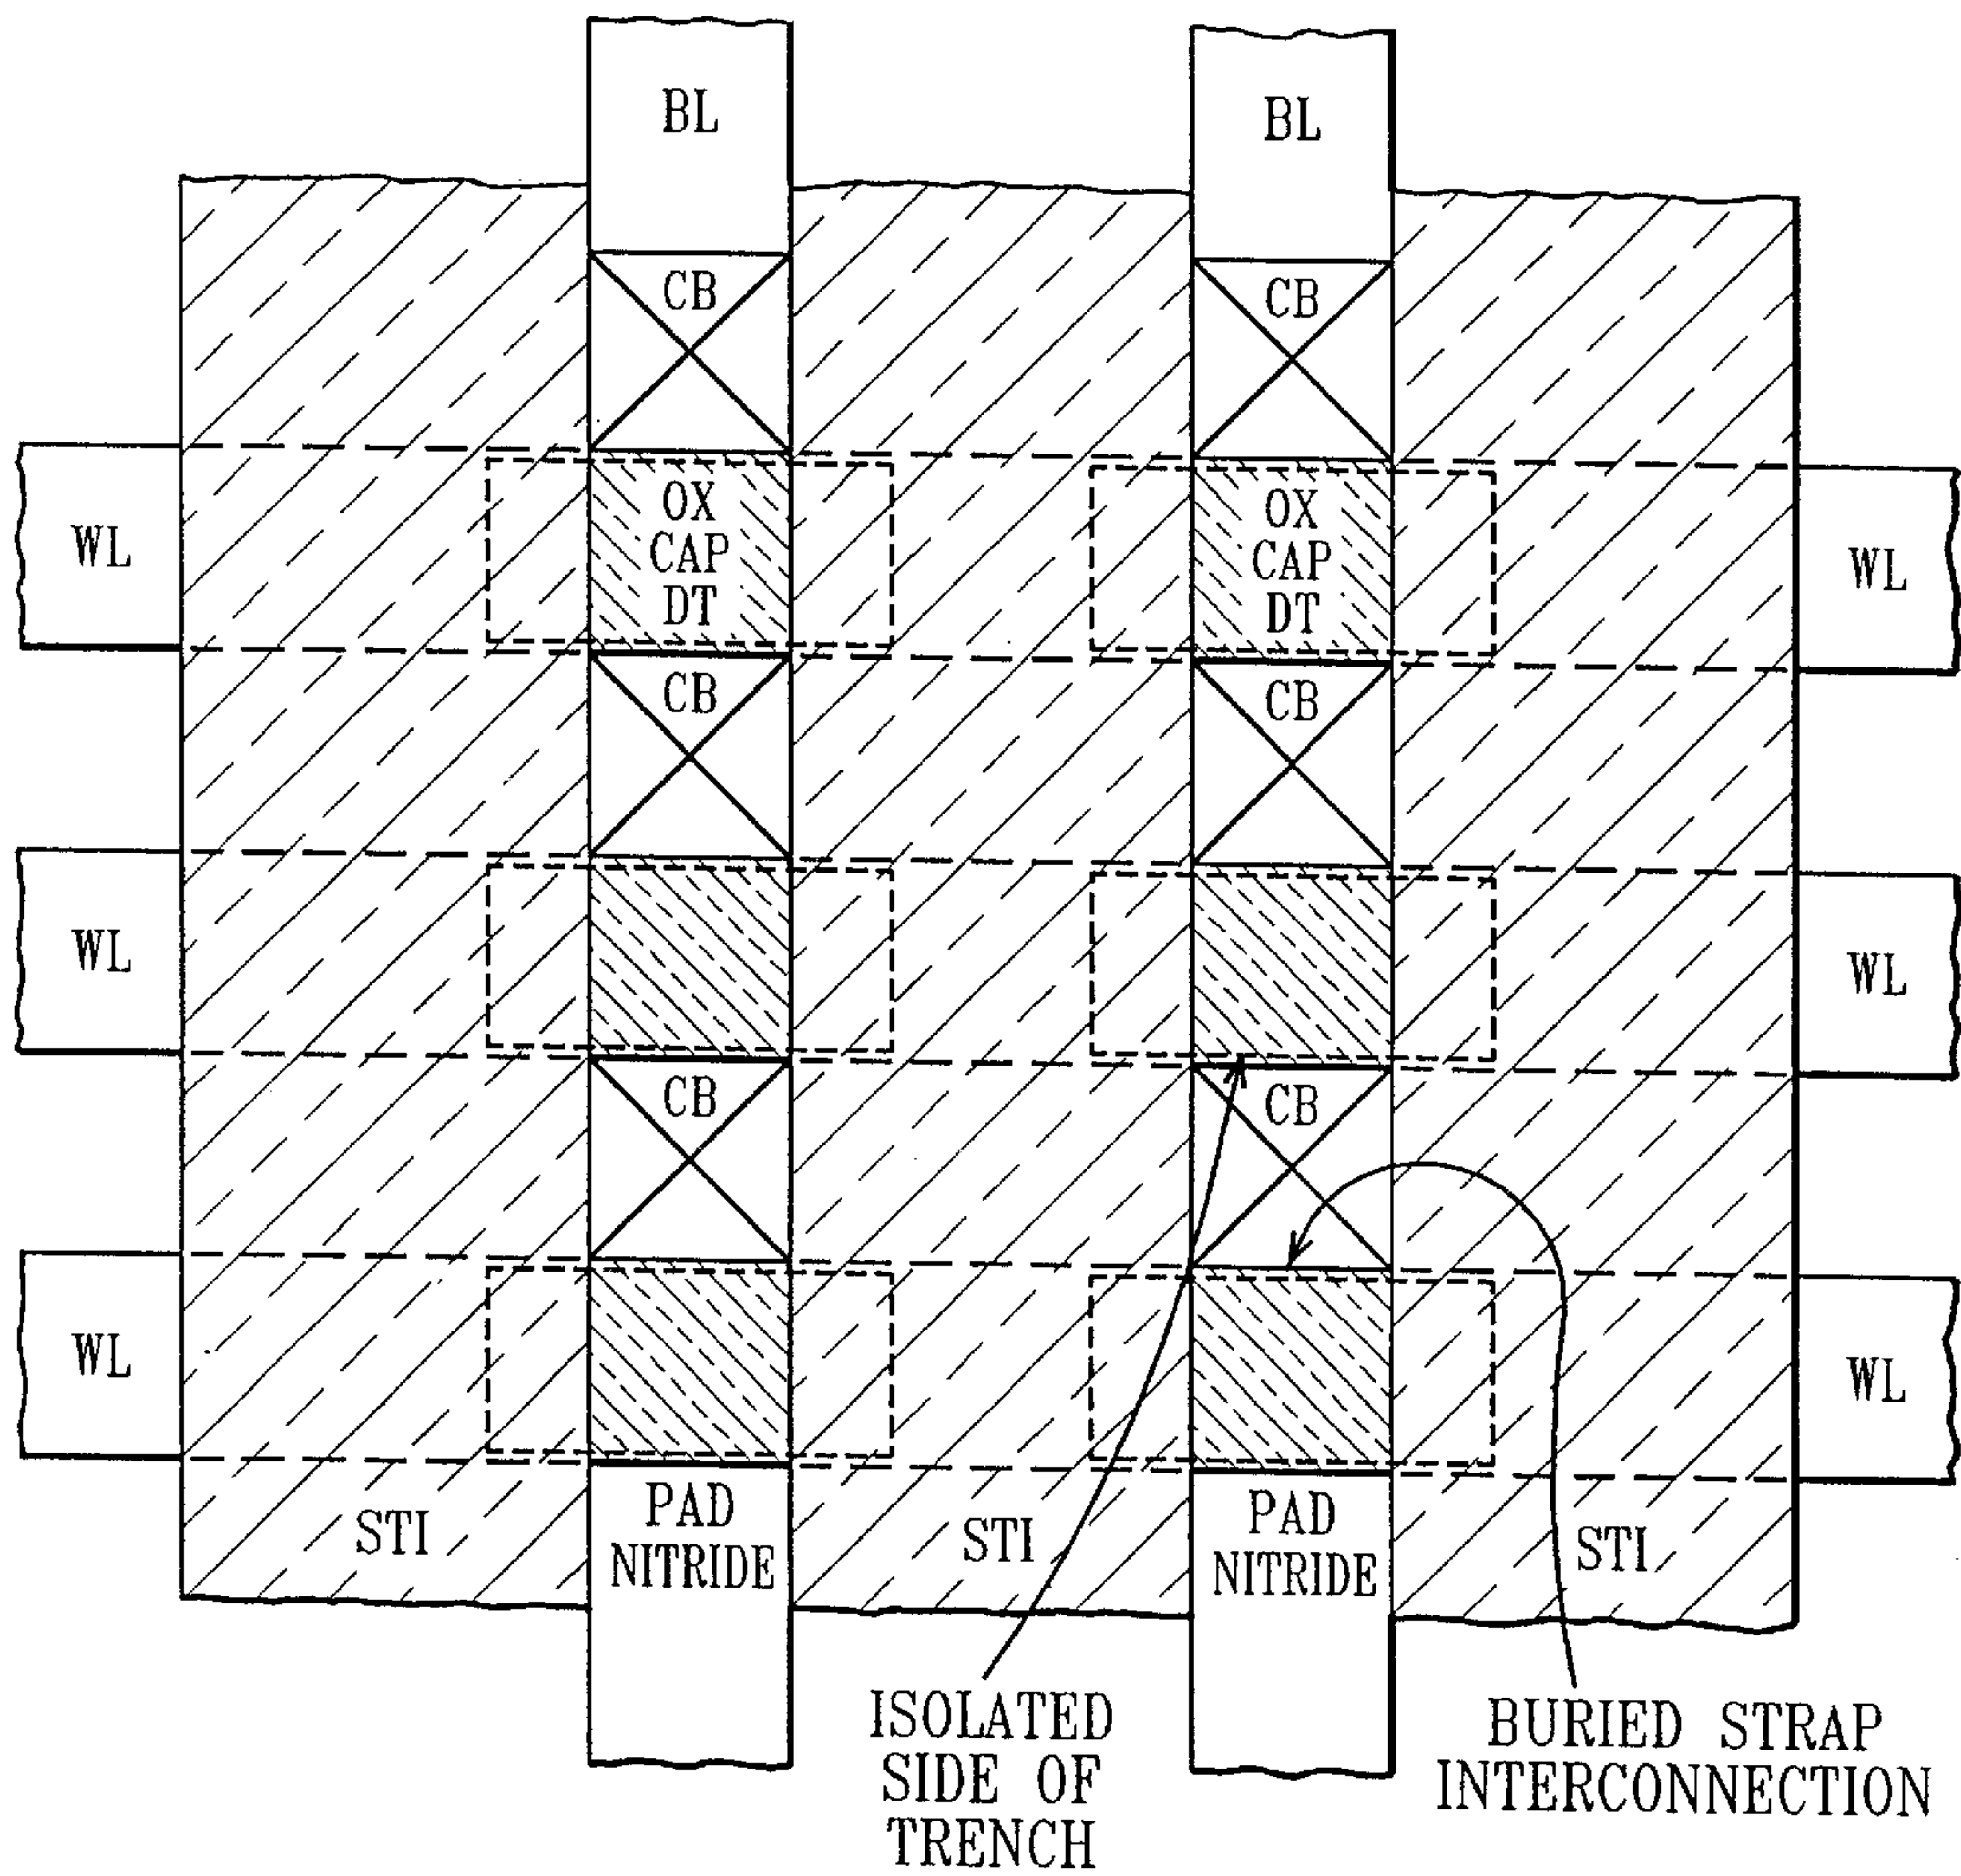 BL
BL
CB
CB
OX
CAP
DT
OX
CAP
DT
WL
WL
CB
CB
WL
WL
CB
CB
WL
WL
STI
PAD
NITRIDE
STI
PAD
NITRIDE
STI
ISOLATED
SIDE OF
TRENCH
BURIED STRAP
INTERCONNECTION